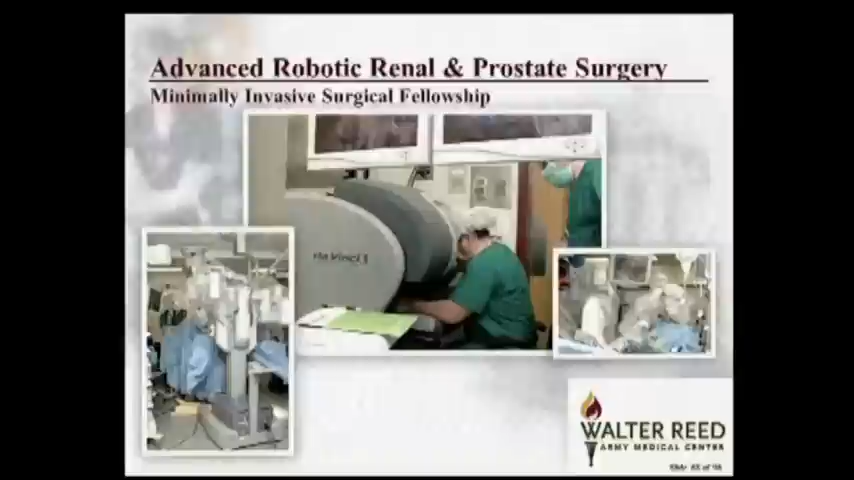 Advanced Robotic Renal & Prostate Surgery
Minimally Invasive Surgical Fellowship
da Vinci
WALTER REED
ARMY MEDICAL CENTER